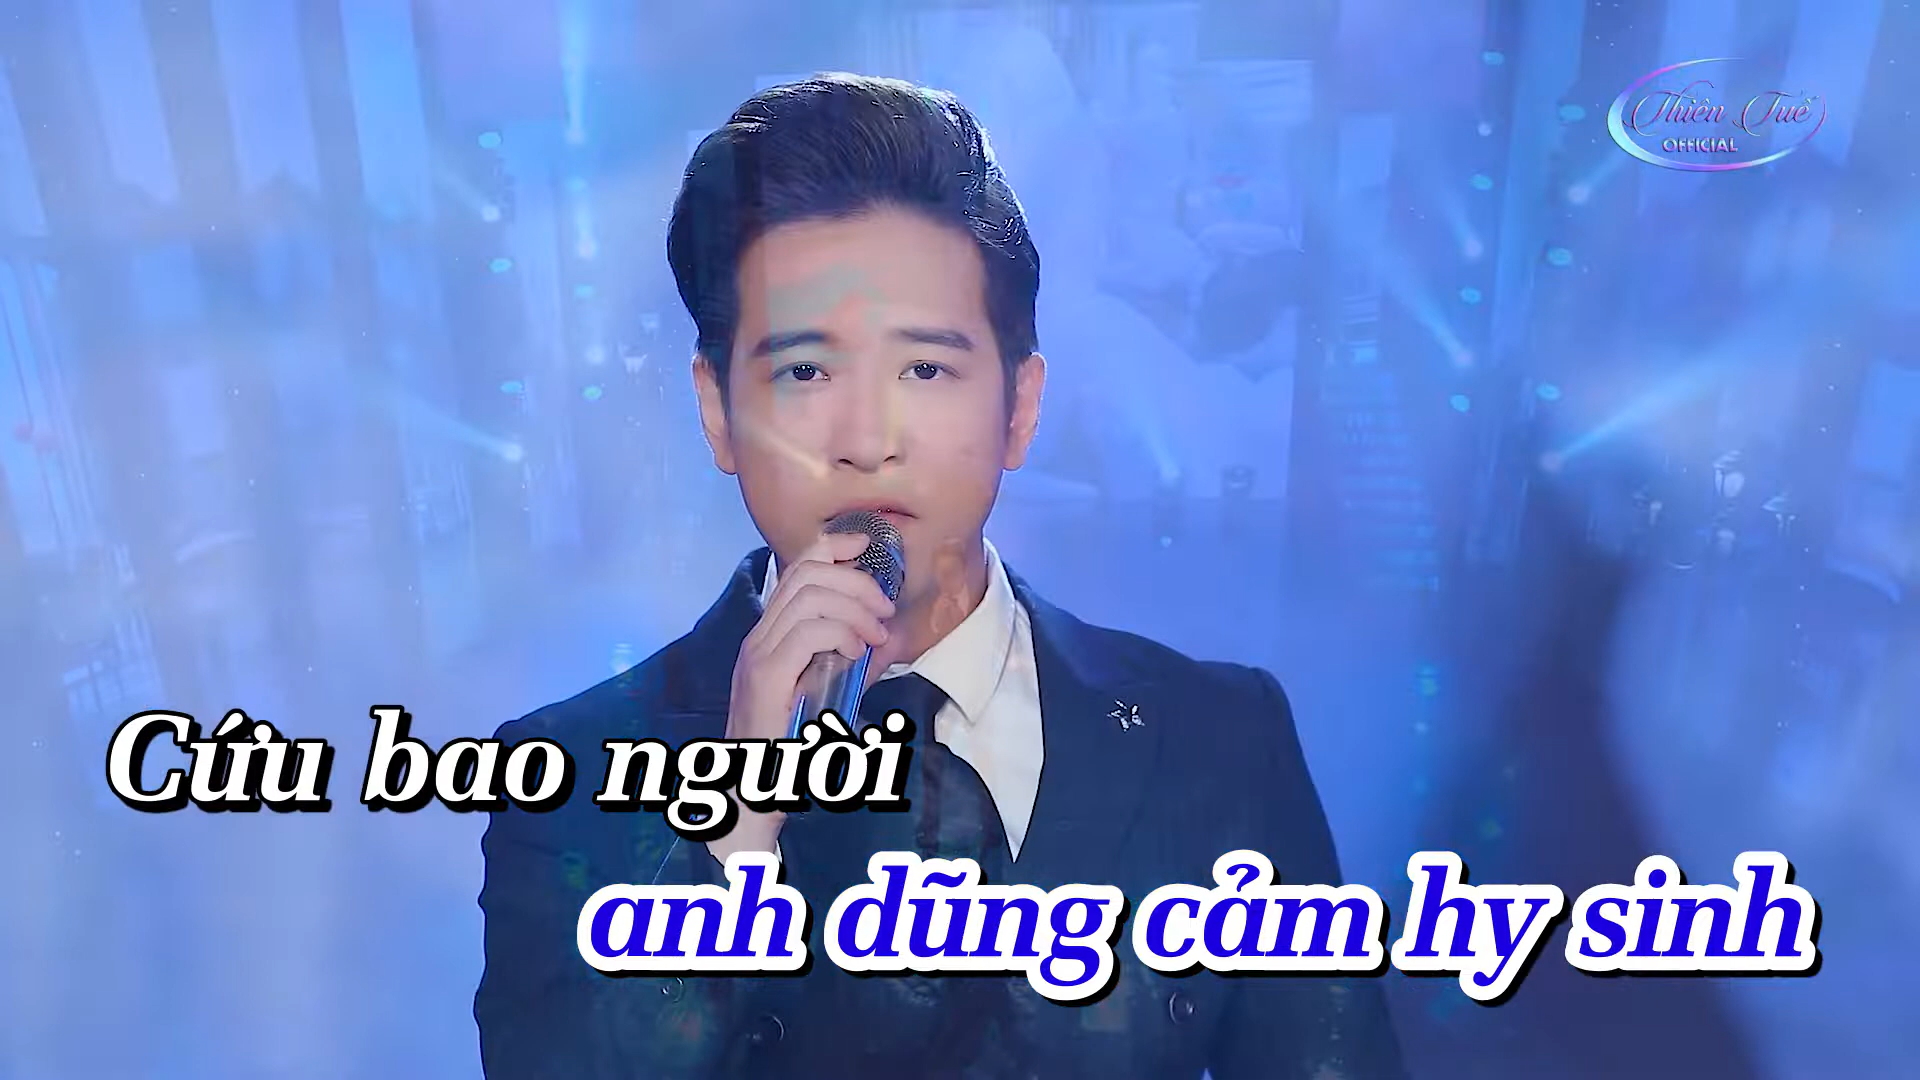 Thiên Tuế
OFFICIAL
Cứu bao người
anh dũng cảm hy sinh